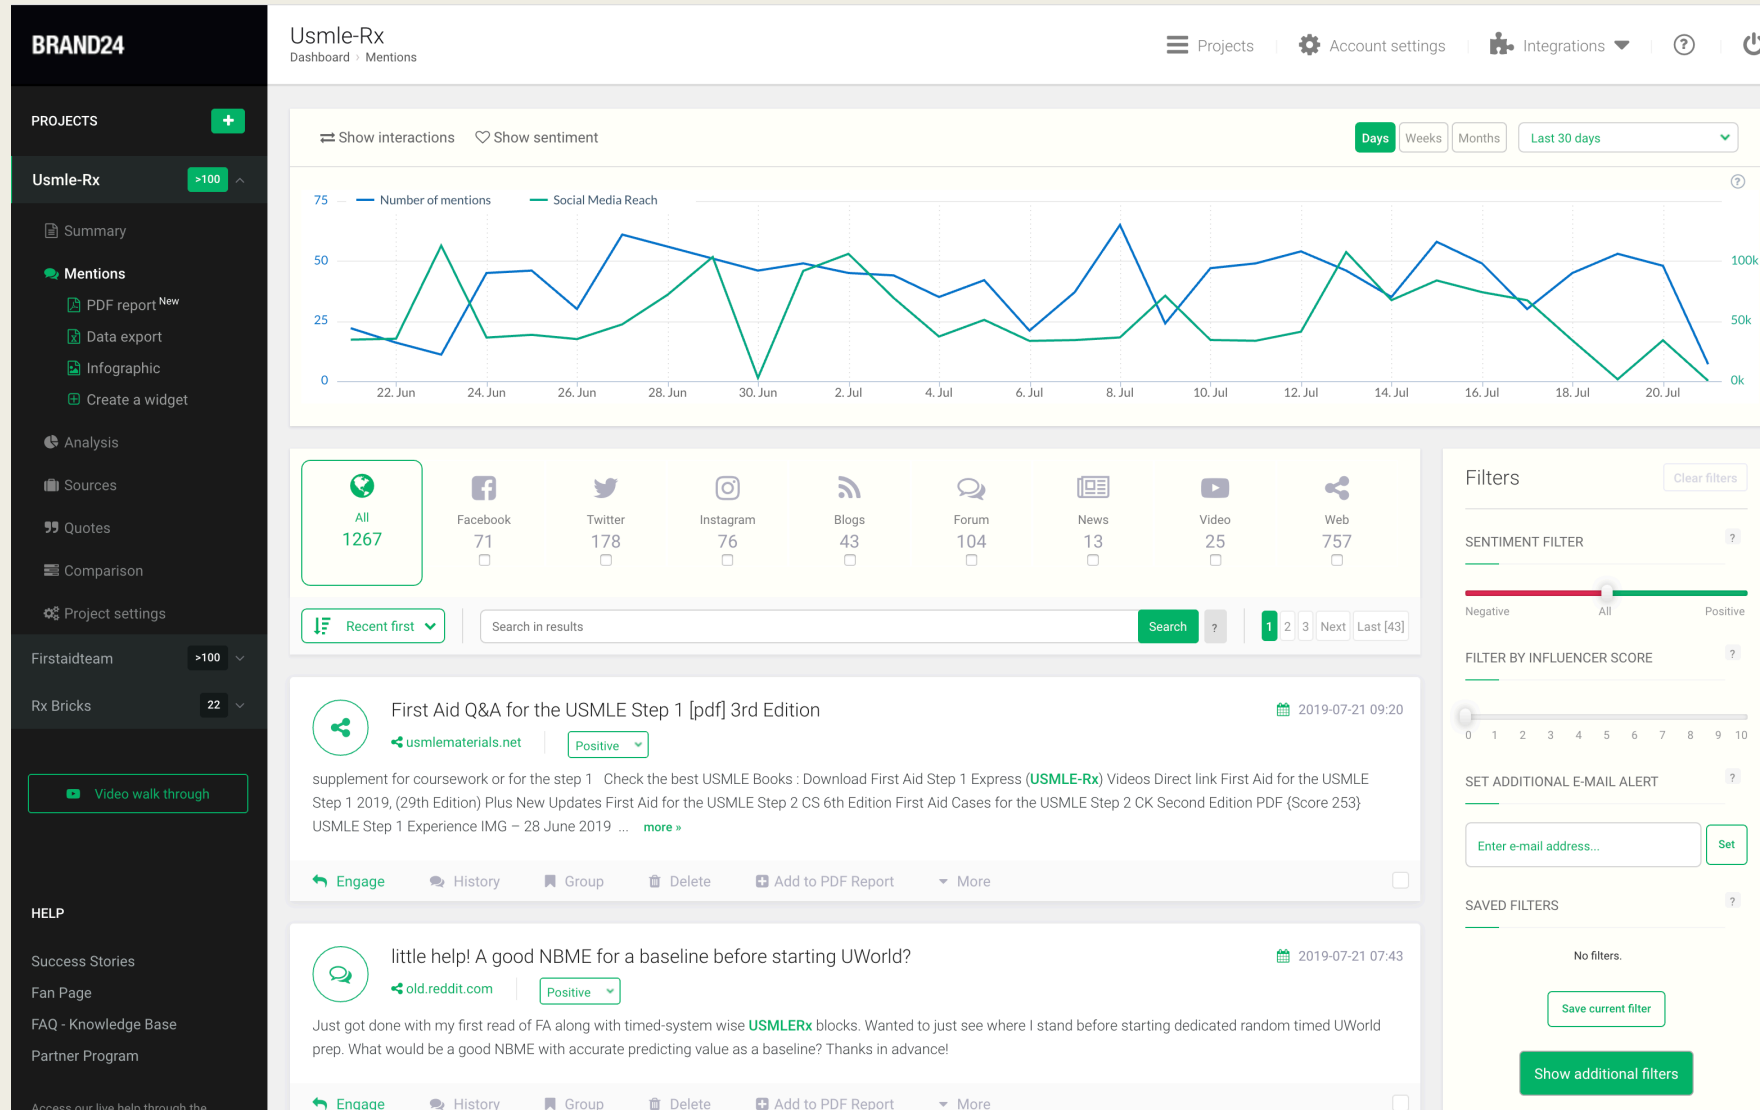 BRAND24
Usmle-Rx
Dashboard › Mentions
Projects
Account settings
Integrations
?
PROJECTS
+
Usmle-Rx >100
Summary
Mentions
PDF report New
Data export
Infographic
Create a widget
Analysis
Sources
Quotes
Comparison
Project settings
Firstaidteam >100
Rx Bricks 22
Video walk through
HELP
Success Stories
Fan Page
FAQ - Knowledge Base
Partner Program
Access our live help through the
Show interactions Show sentiment
Days Weeks Months Last 30 days
?
75 Number of mentions Social Media Reach
50 100k
25 50k
0 0k
22. Jun 24. Jun 26. Jun 28. Jun 30. Jun 2. Jul 4. Jul 6. Jul 8. Jul 10. Jul 12. Jul 14. Jul 16. Jul 18. Jul 20. Jul
All Facebook Twitter Instagram Blogs Forum News Video Web
1267 71 178 76 43 104 13 25 757
Recent first Search in results Search ? 1 2 3 Next Last [43]
First Aid Q&A for the USMLE Step 1 [pdf] 3rd Edition 2019-07-21 09:20
usmlematerials.net Positive
supplement for coursework or for the step 1 Check the best USMLE Books : Download First Aid Step 1 Express (USMLE-Rx) Videos Direct link First Aid for the USMLE
Step 1 2019, (29th Edition) Plus New Updates First Aid for the USMLE Step 2 CS 6th Edition First Aid Cases for the USMLE Step 2 CK Second Edition PDF {Score 253}
USMLE Step 1 Experience IMG – 28 June 2019 ... more »
Engage History Group Delete Add to PDF Report More
little help! A good NBME for a baseline before starting UWorld? 2019-07-21 07:43
old.reddit.com Positive
Just got done with my first read of FA along with timed-system wise USMLERx blocks. Wanted to just see where I stand before starting dedicated random timed UWorld
prep. What would be a good NBME with accurate predicting value as a baseline? Thanks in advance!
Engage History Group Delete Add to PDF Report More
Filters Clear filters
SENTIMENT FILTER ?
Negative All Positive
FILTER BY INFLUENCER SCORE ?
0 1 2 3 4 5 6 7 8 9 10
SET ADDITIONAL E-MAIL ALERT ?
Enter e-mail address... Set
SAVED FILTERS ?
No filters.
Save current filter
Show additional filters